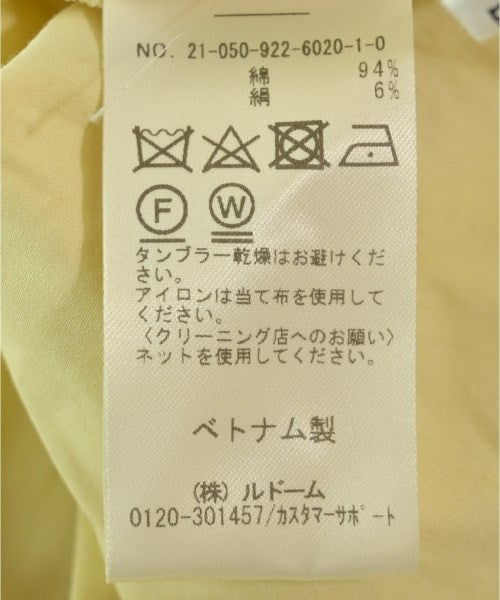 NO. 21-050-922-6020-1-0
綿 94%
絹 6%
F W
タンブラー乾燥はお避けくだ
さい。
アイロンは当て布を使用して
ください。
〈クリーニング店へのお願い〉
ネットを使用してください。
ベトナム製
(株) ルドーム
0120-301457/ｶｽﾀﾏｰｻﾎﾟｰﾄ